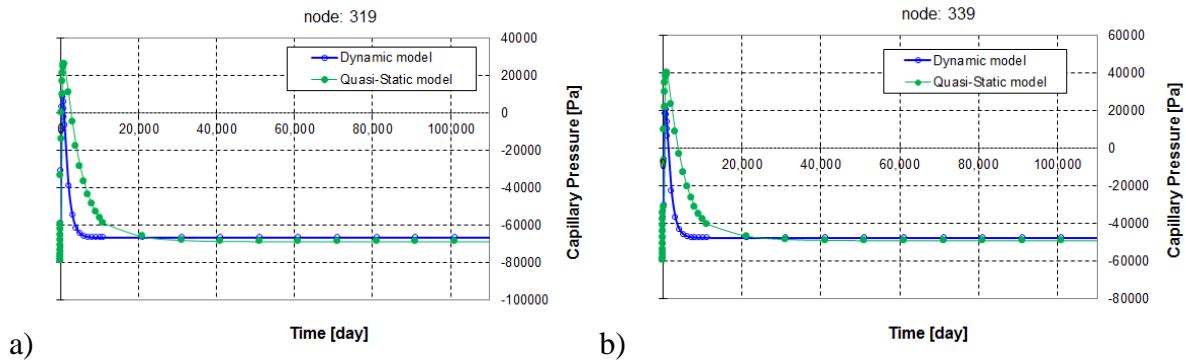 node: 319
Dynamic model
Quasi-Static model
40000
20000
0
-20000
-40000
-60000
-80000
-100000
0
20,000
40,000
60,000
80,000
100,000
Capillary Pressure [Pa]
Time [day]
a)
node: 339
Dynamic model
Quasi-Static model
60000
40000
20000
0
-20000
-40000
-60000
-80000
0
20,000
40,000
60,000
80,000
100,000
Capillary Pressure [Pa]
Time [day]
b)